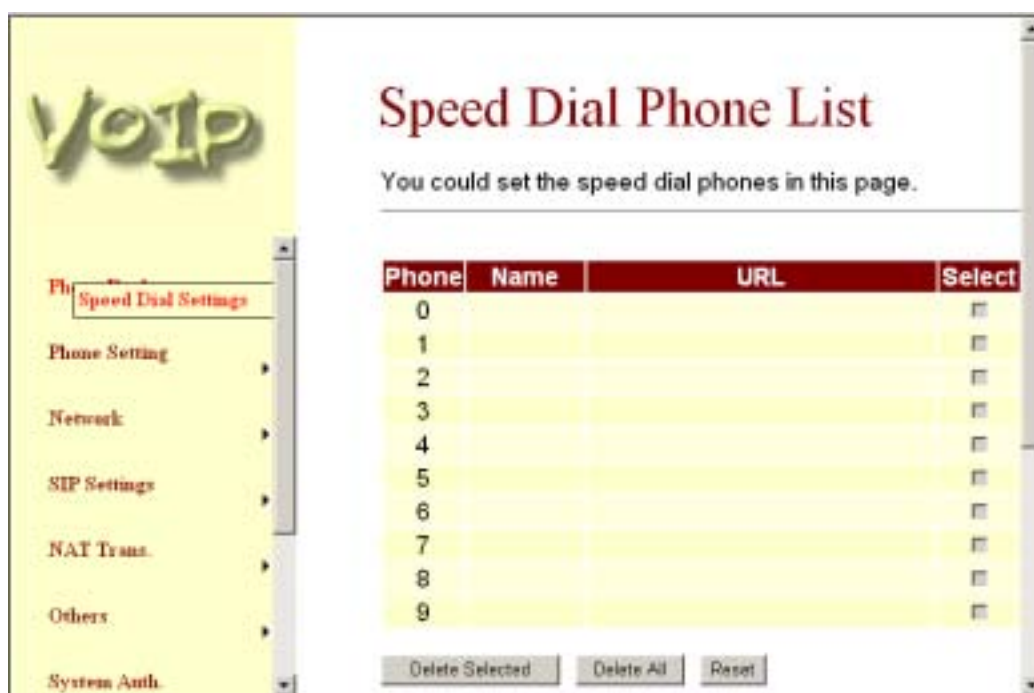 VOIP
Speed Dial Settings
Phone Setting
Network
SIP Settings
NAT Trans.
Others
System Auth.
Speed Dial Phone List
You could set the speed dial phones in this page.
Phone Name URL Select
0
1
2
3
4
5
6
7
8
9
Delete Selected Delete All Reset